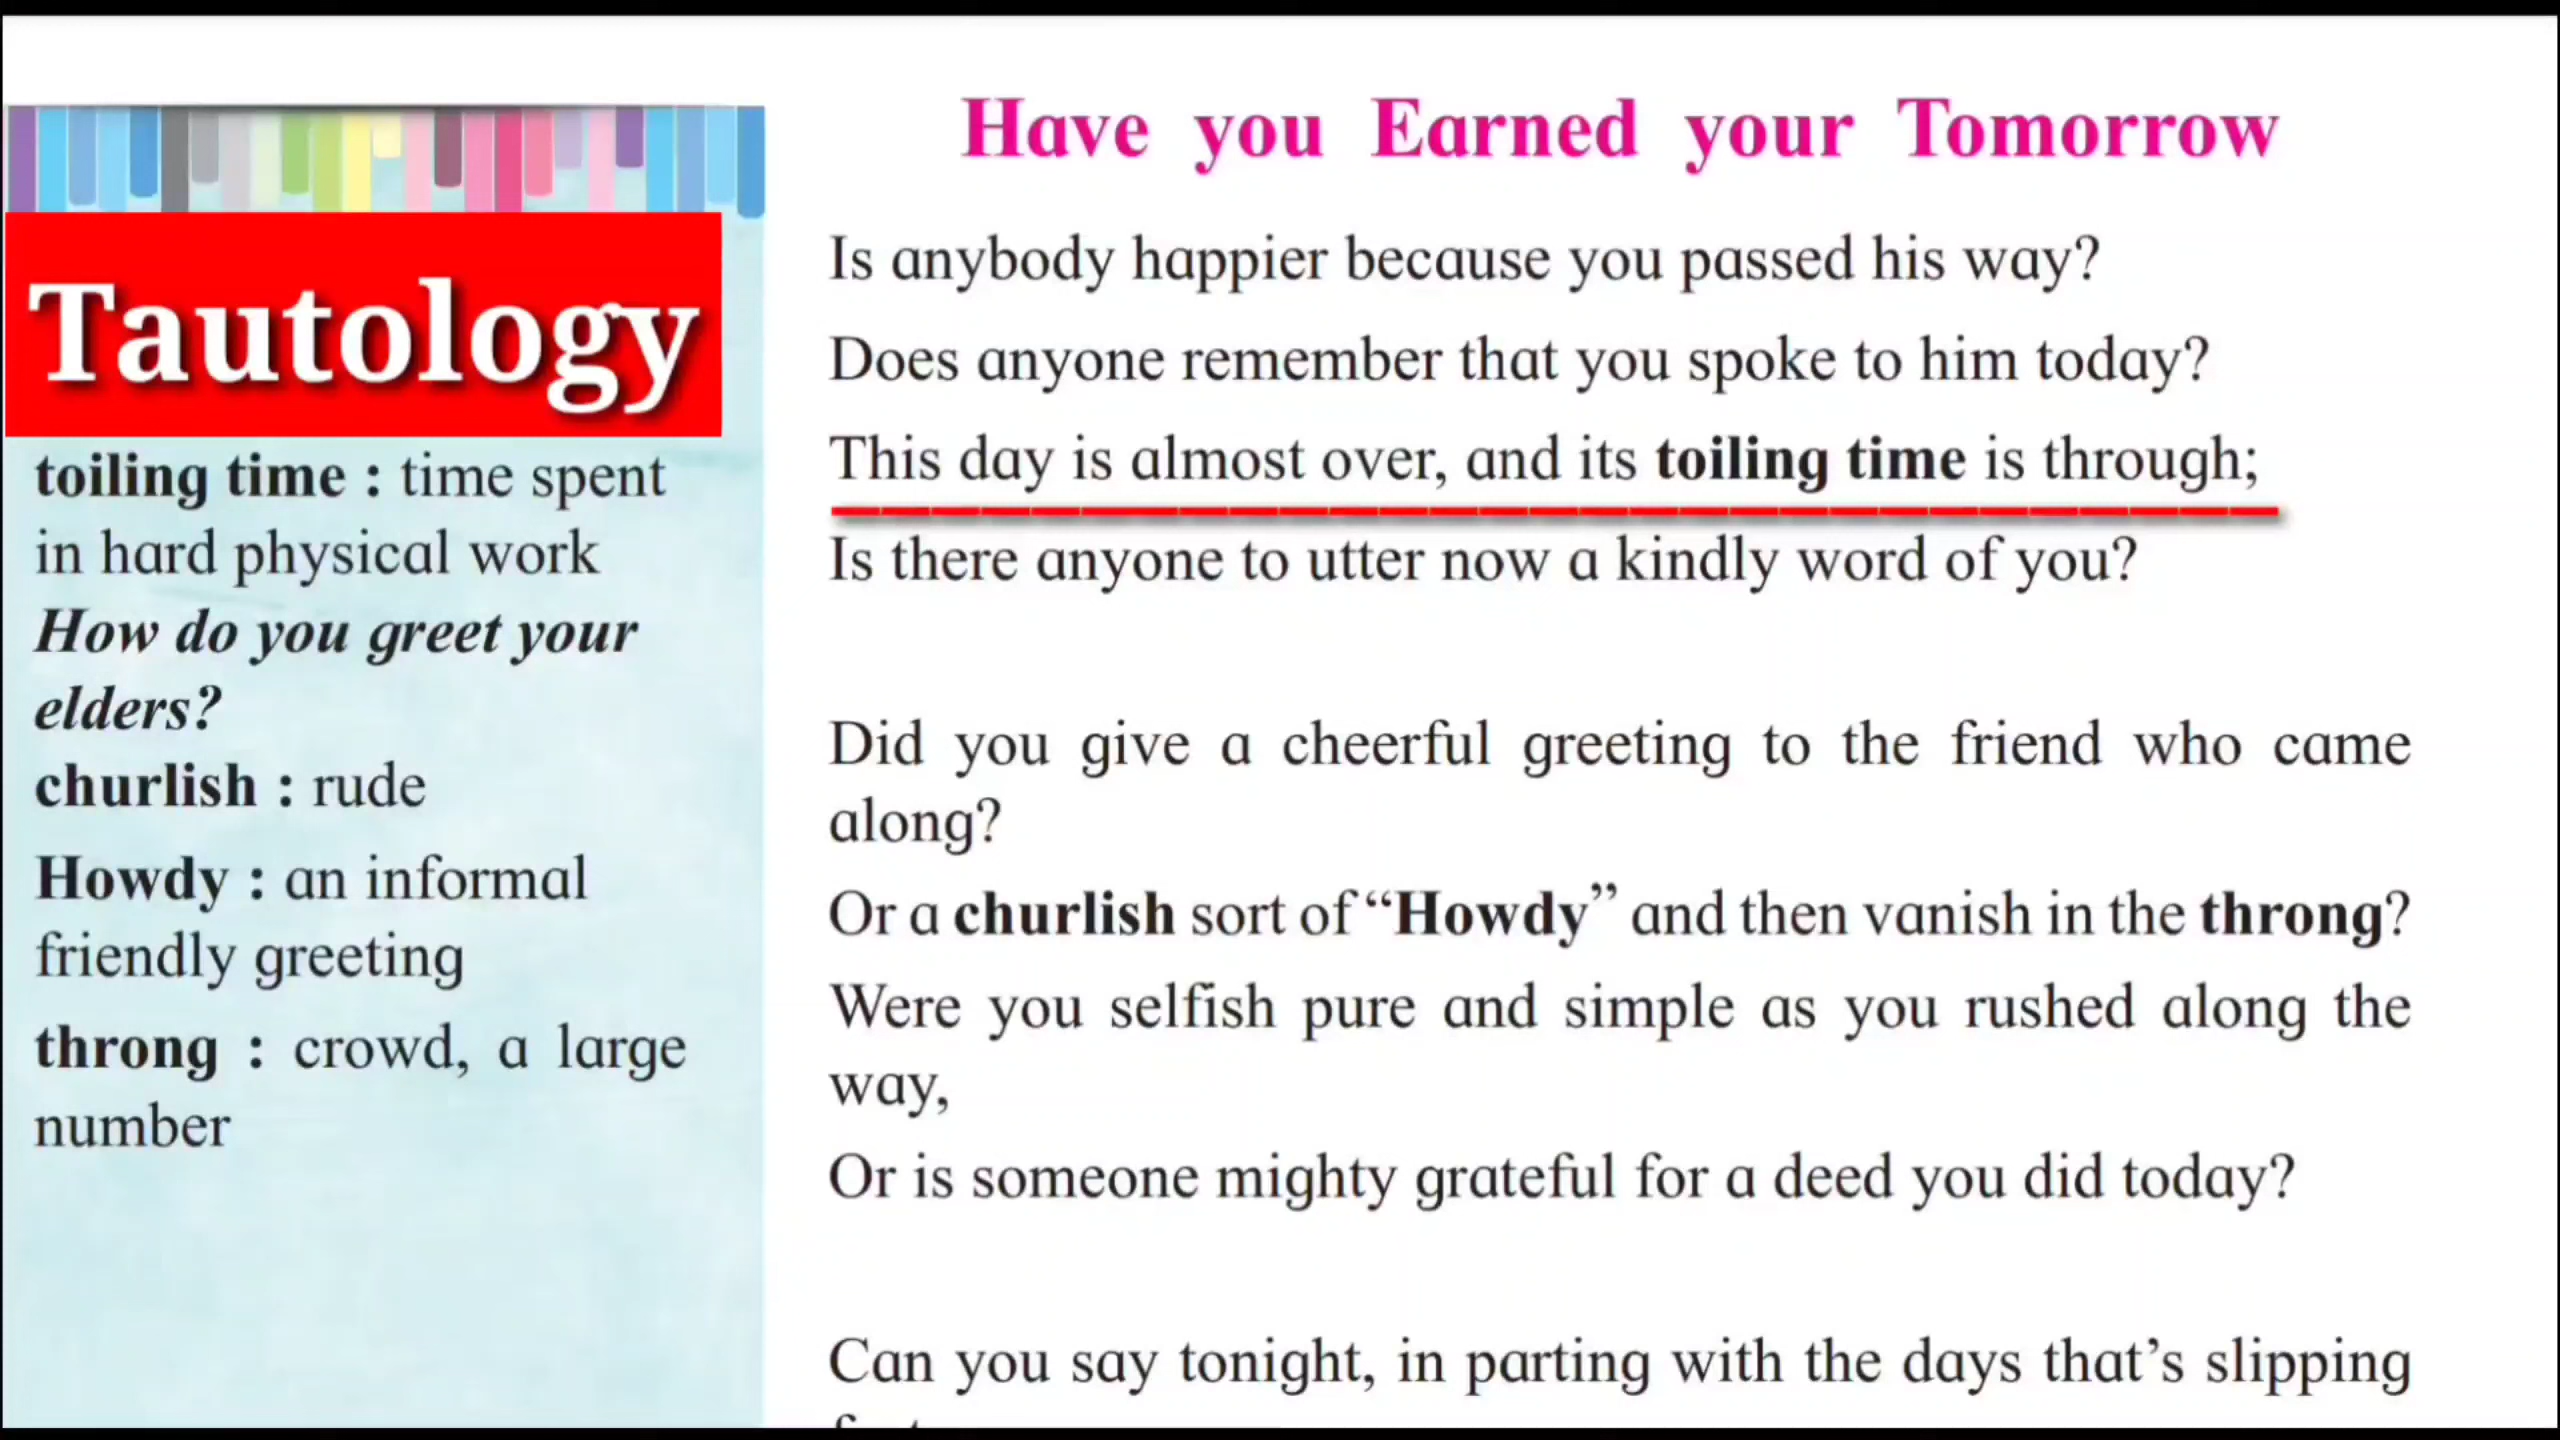 Have you Earned your Tomorrow
Tautology
toiling time : time spent
in hard physical work
How do you greet your
elders?
churlish : rude
Howdy : an informal
friendly greeting
throng : crowd, a large
number
Is anybody happier because you passed his way?
Does anyone remember that you spoke to him today?
This day is almost over, and its toiling time is through;
Is there anyone to utter now a kindly word of you?
Did you give a cheerful greeting to the friend who came
along?
Or a churlish sort of “Howdy” and then vanish in the throng?
Were you selfish pure and simple as you rushed along the
way,
Or is someone mighty grateful for a deed you did today?
Can you say tonight, in parting with the days that’s slipping